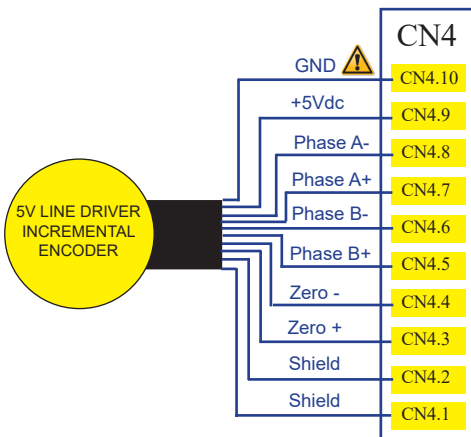 CN4
GND
CN4.10
+5Vdc
CN4.9
Phase A-
CN4.8
Phase A+
CN4.7
Phase B-
CN4.6
Phase B+
CN4.5
Zero -
CN4.4
Zero +
CN4.3
Shield
CN4.2
Shield
CN4.1
5V LINE DRIVER
INCREMENTAL
ENCODER